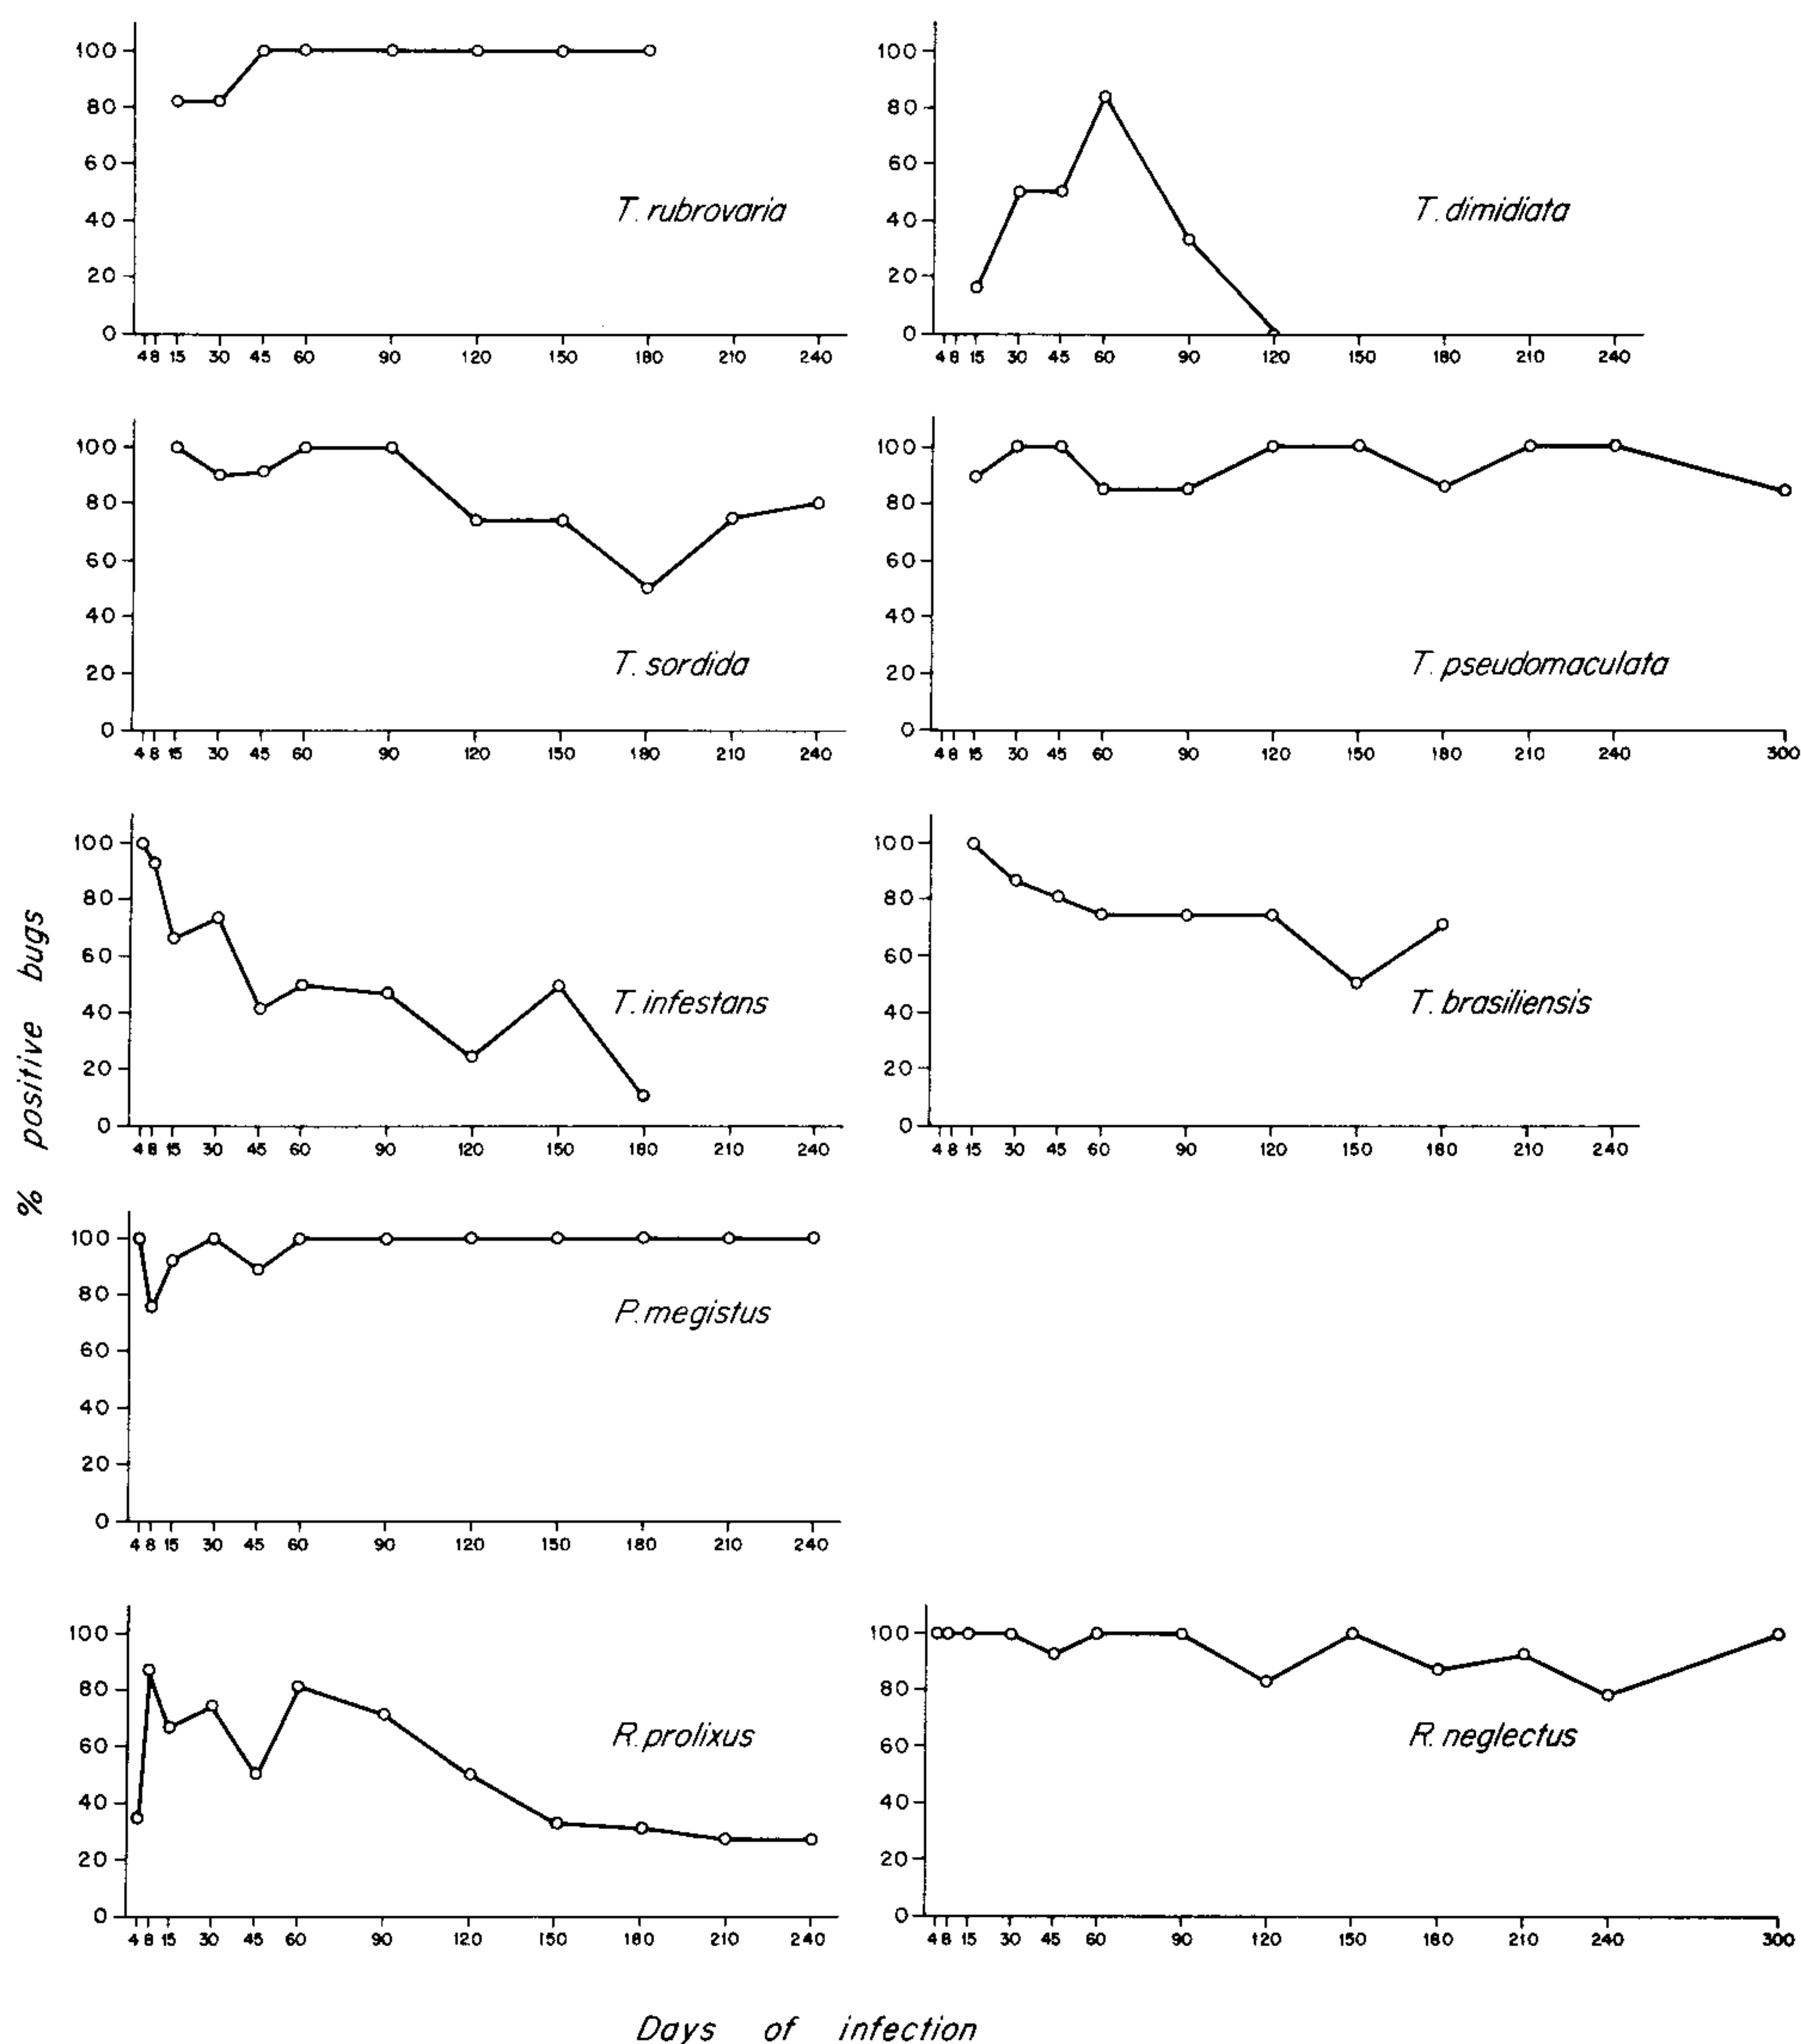 100
80
60
40
20
0
4 8 15 30 45 60 90 120 150 180 210 240
T. rubrovaria
100
80
60
40
20
0
4 8 15 30 45 60 90 120 150 180 210 240
T. dimidiata
100
80
60
40
20
0
4 8 15 30 45 60 90 120 150 180 210 240
T. sordida
100
80
60
40
20
0
4 8 15 30 45 60 90 120 150 180 210 240 300
T. pseudomaculata
100
80
60
40
20
0
4 8 15 30 45 60 90 120 150 180 210 240
T. infestans
100
80
60
40
20
0
4 8 15 30 45 60 90 120 150 180 210 240
T. brasiliensis
% positive bugs
100
80
60
40
20
0
4 8 15 30 45 60 90 120 150 180 210 240
P. megistus
100
80
60
40
20
0
4 8 15 30 45 60 90 120 150 180 210 240
R. prolixus
100
80
60
40
20
0
4 8 15 30 45 60 90 120 150 180 210 240 300
R. neglectus
Days of infection